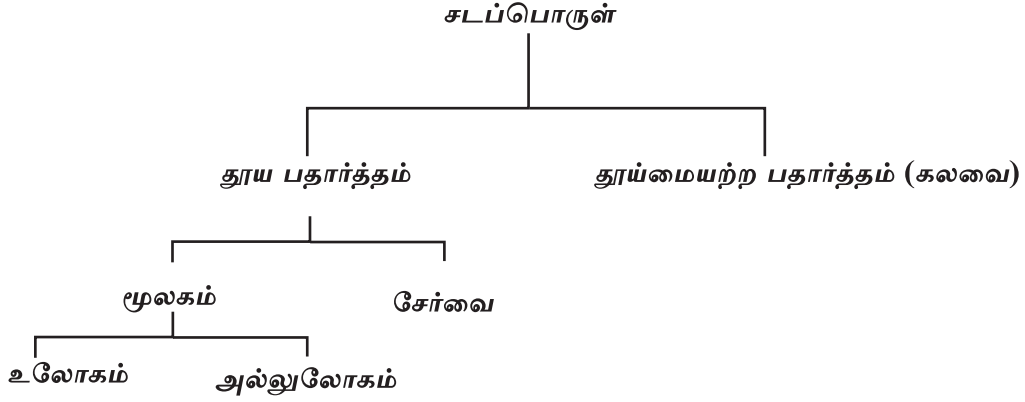 சடப்பொருள்
தூய பதார்த்தம்
தூய்மையற்ற பதார்த்தம் (கலவை)
மூலகம்
சேர்வை
உலோகம்
அல்லுலோகம்